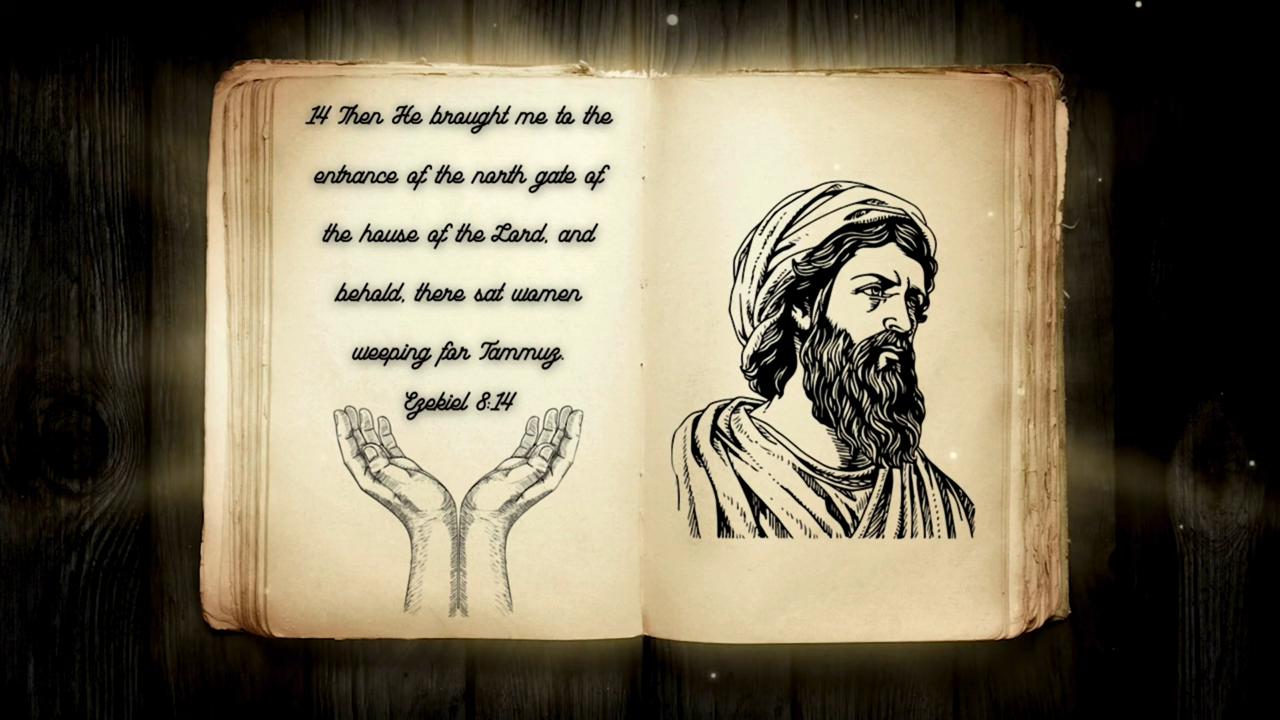 14 Then He brought me to the
entrance of the north gate of
the house of the Lord, and
behold, there sat women
weeping for Tammuz.
Ezekiel 8:14